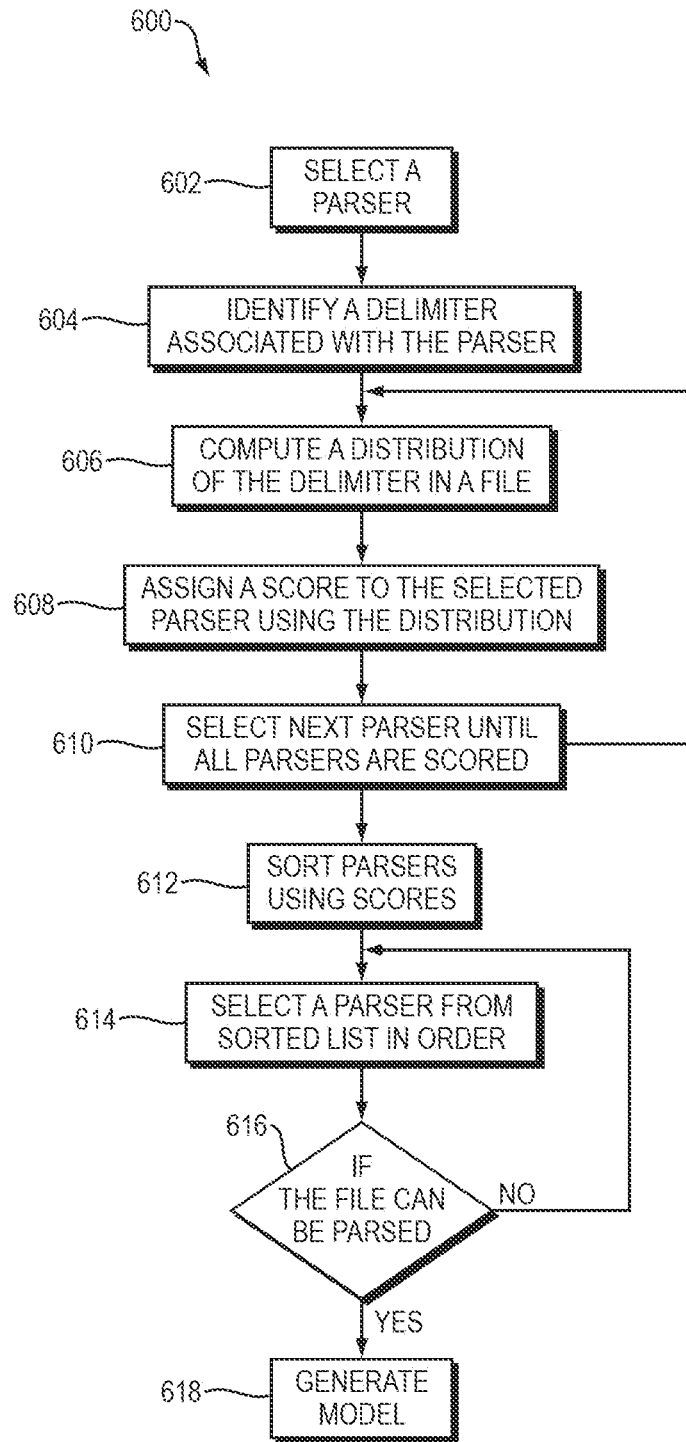 600
602
SELECT A
PARSER
604
IDENTIFY A DELIMITER
ASSOCIATED WITH THE PARSER
606
COMPUTE A DISTRIBUTION
OF THE DELIMITER IN A FILE
608
ASSIGN A SCORE TO THE SELECTED
PARSER USING THE DISTRIBUTION
610
SELECT NEXT PARSER UNTIL
ALL PARSERS ARE SCORED
612
SORT PARSERS
USING SCORES
614
SELECT A PARSER FROM
SORTED LIST IN ORDER
616
IF
THE FILE CAN
BE PARSED
NO
YES
618
GENERATE
MODEL